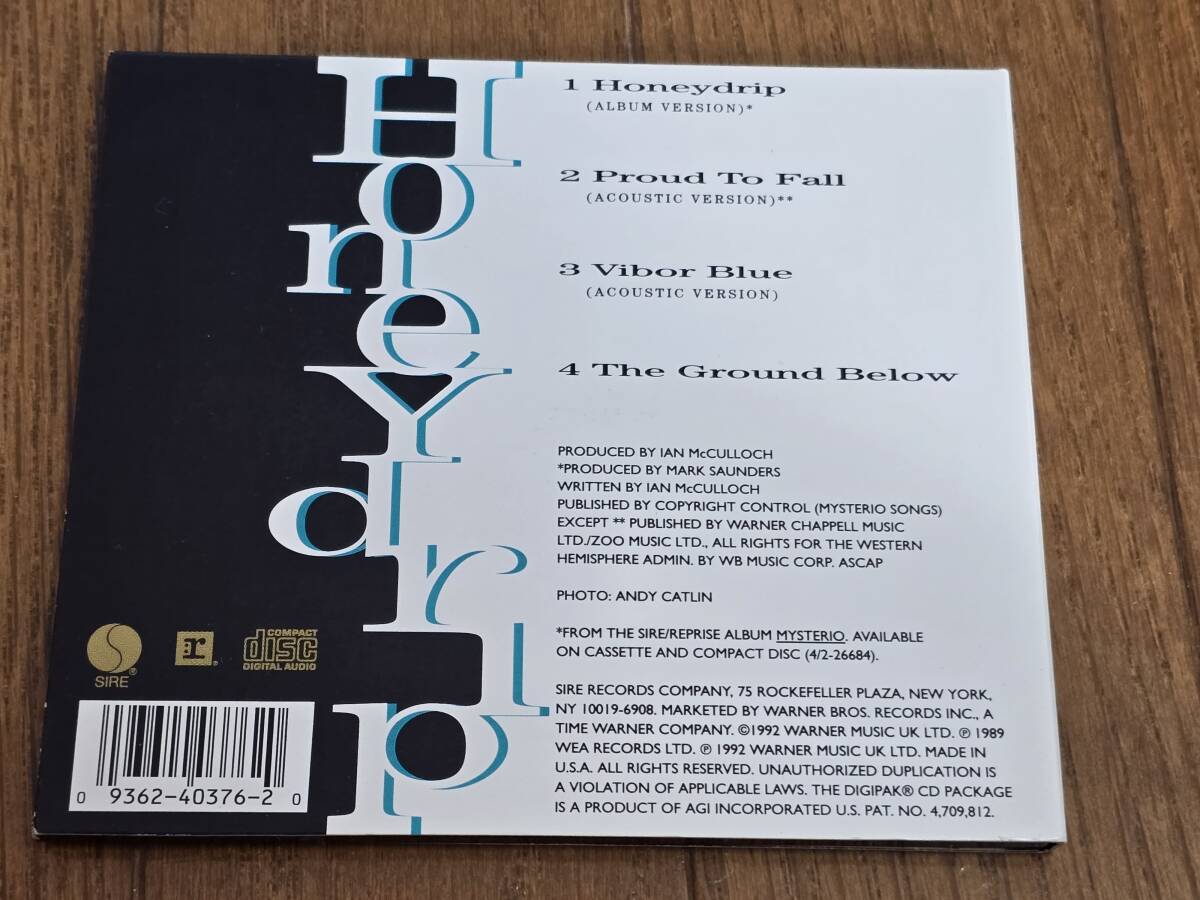 HoneYdrip
1 Honeydrip
(ALBUM VERSION)*
2 Proud To Fall
(ACOUSTIC VERSION)**
3 Vibor Blue
(ACOUSTIC VERSION)
4 The Ground Below
PRODUCED BY IAN McCULLOCH
*PRODUCED BY MARK SAUNDERS
WRITTEN BY IAN McCULLOCH
PUBLISHED BY COPYRIGHT CONTROL (MYSTERIO SONGS)
EXCEPT ** PUBLISHED BY WARNER CHAPPELL MUSIC
LTD./ZOO MUSIC LTD., ALL RIGHTS FOR THE WESTERN
HEMISPHERE ADMIN. BY WB MUSIC CORP. ASCAP
PHOTO: ANDY CATLIN
*FROM THE SIRE/REPRISE ALBUM MYSTERIO. AVAILABLE
ON CASSETTE AND COMPACT DISC (4/2-26684).
SIRE RECORDS COMPANY, 75 ROCKEFELLER PLAZA, NEW YORK,
NY 10019-6908. MARKETED BY WARNER BROS. RECORDS INC., A
TIME WARNER COMPANY. ©1992 WARNER MUSIC UK LTD. ℗ 1989
WEA RECORDS LTD. ℗ 1992 WARNER MUSIC UK LTD. MADE IN
U.S.A. ALL RIGHTS RESERVED. UNAUTHORIZED DUPLICATION IS
A VIOLATION OF APPLICABLE LAWS. THE DIGIPAK® CD PACKAGE
IS A PRODUCT OF AGI INCORPORATED U.S. PAT. NO. 4,709,812.
S®
SIRE
r®
COMPACT
disc
DIGITAL AUDIO
0 9362-40376-2 0